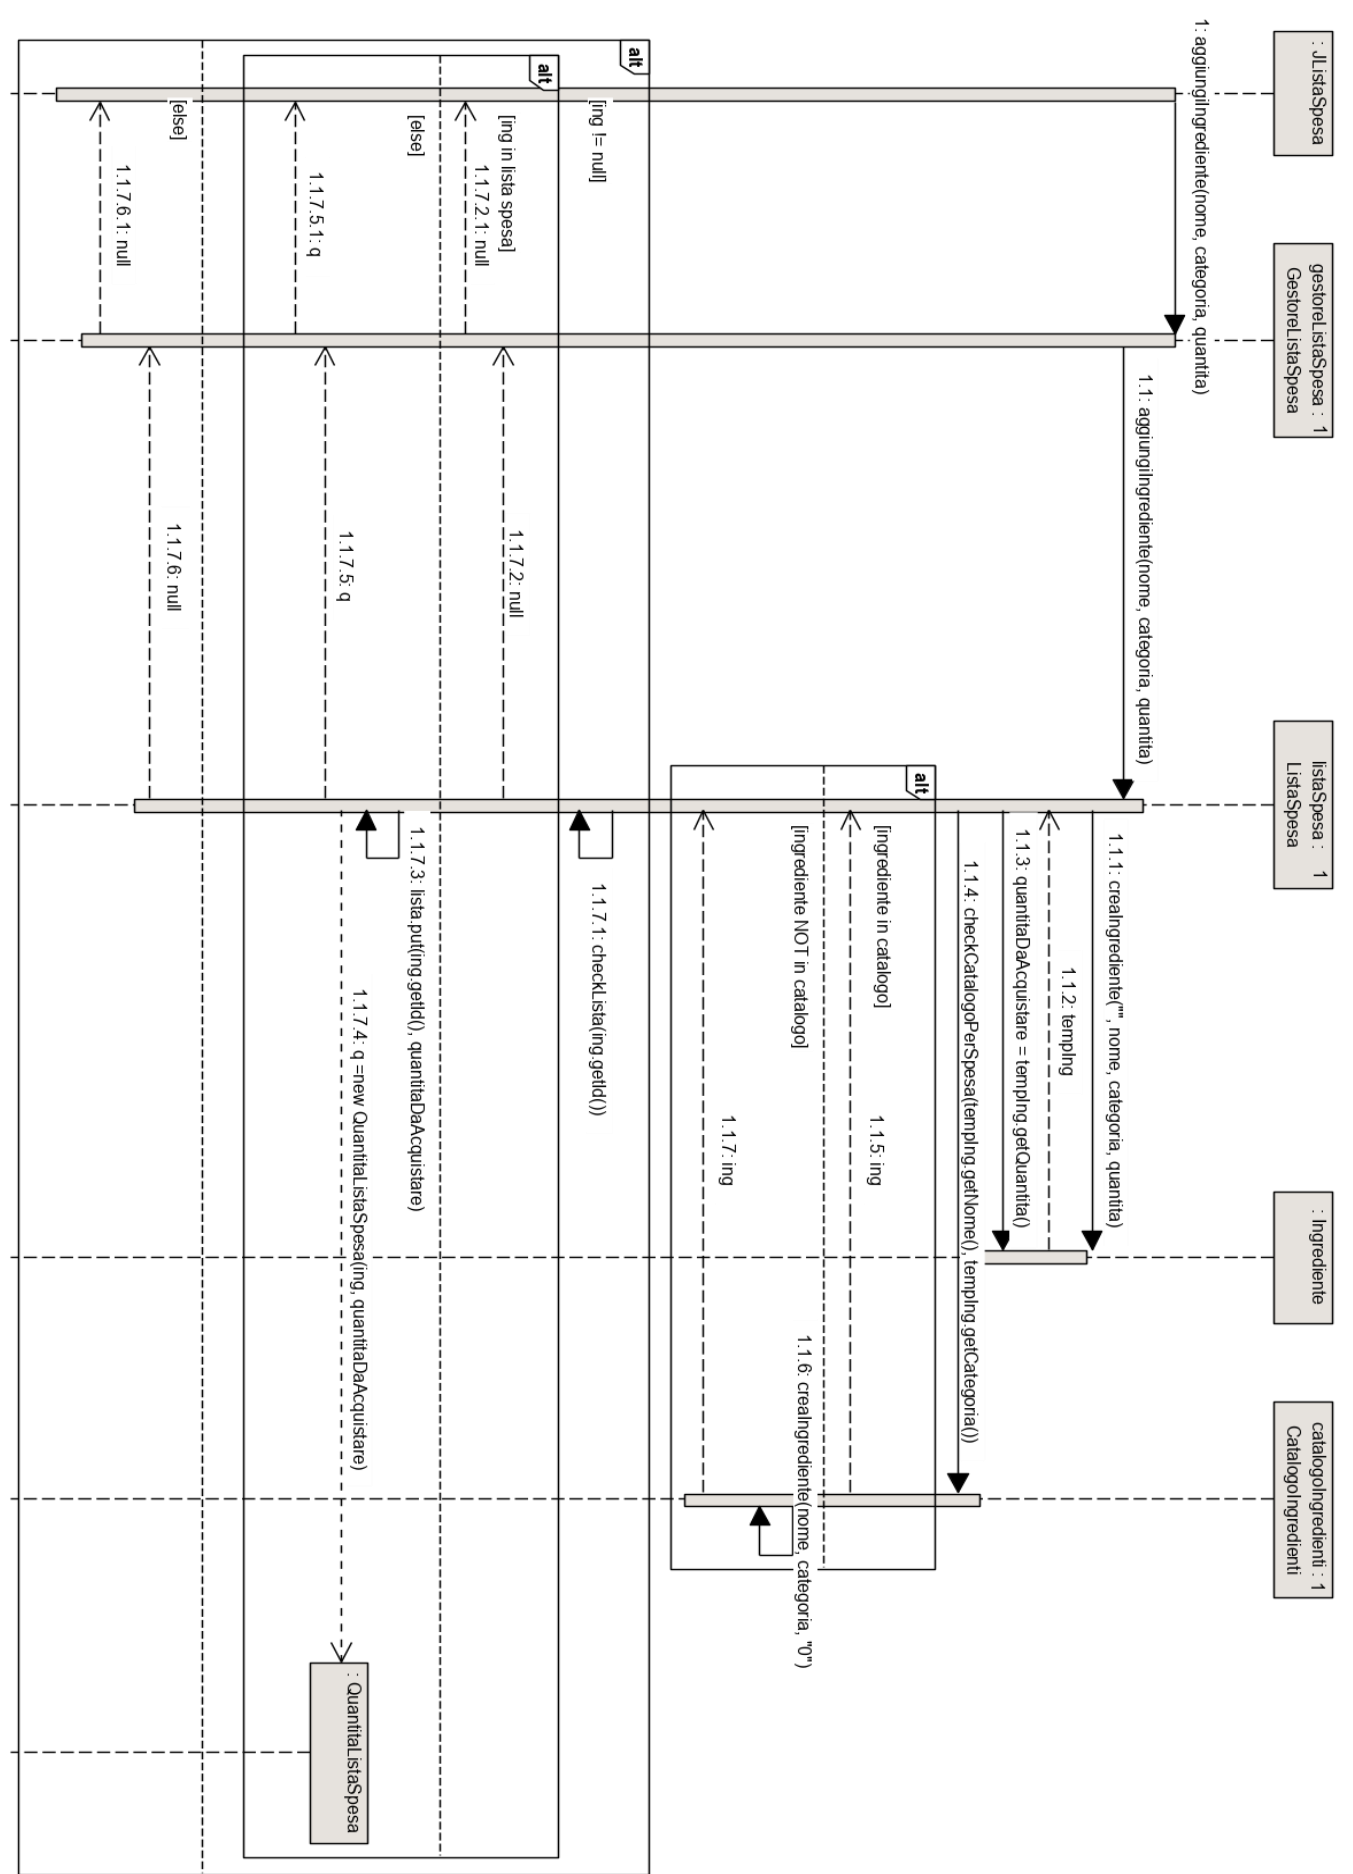 : JListaSpesa
gestoreListaSpesa : 1
GestoreListaSpesa
listaSpesa : 1
ListaSpesa
: Ingrediente
catalogoIngredienti : 1
CatalogoIngredienti
1: aggiungiIngrediente(nome, categoria, quantita)
1.1: aggiungiIngrediente(nome, categoria, quantita)
1.1.1: creaIngrediente("", nome, categoria, quantita)
1.1.2: tempIng
1.1.3: quantitaDaAcquistare = tempIng.getQuantita()
1.1.4: checkCatalogoPerSpesa(tempIng.getNome(), tempIng.getCategoria())
alt
[ingrediente in catalogo]
1.1.5: ing
[ingrediente NOT in catalogo]
1.1.6: creaIngrediente(nome, categoria, "0")
1.1.7: ing
alt
[ing != null]
1.1.7.1: checkLista(ing.getId())
alt
[ing in lista spesa]
1.1.7.2: null
1.1.7.2.1: null
[else]
1.1.7.3: lista.put(ing.getId(), quantitaDaAcquistare)
1.1.7.4: q =new QuantitaListaSpesa(ing, quantitaDaAcquistare)
: QuantitaListaSpesa
1.1.7.5: q
1.1.7.5.1: q
[else]
1.1.7.6: null
1.1.7.6.1: null